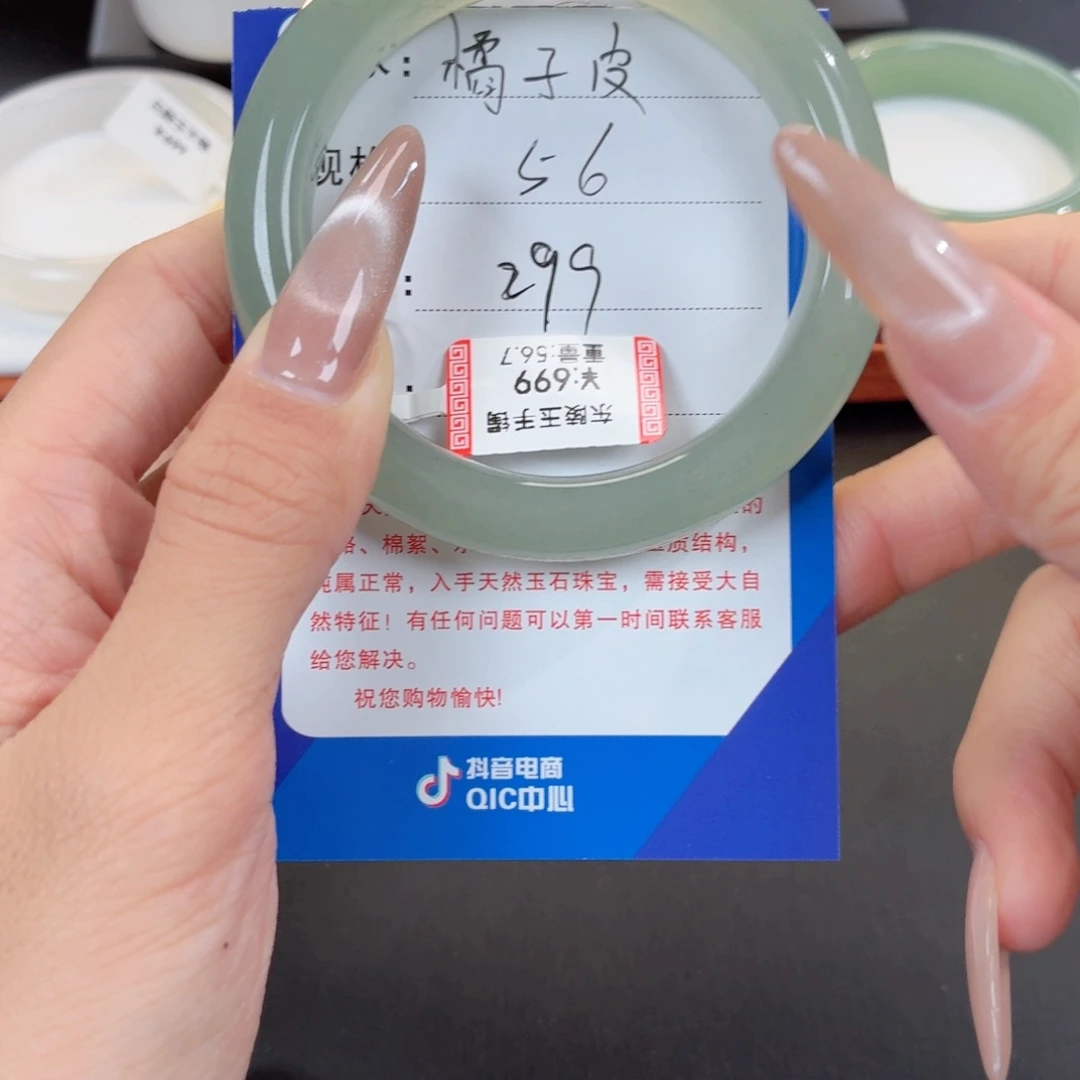 橘子皮
规格
56
299
东陵玉手镯
¥:699
重量:56.7
的
、棉絮、
质结构，
纯属正常，入手天然玉石珠宝，需接受大自
然特征！有任何问题可以第一时间联系客服
给您解决。
祝您购物愉快!
抖音电商
QIC中心